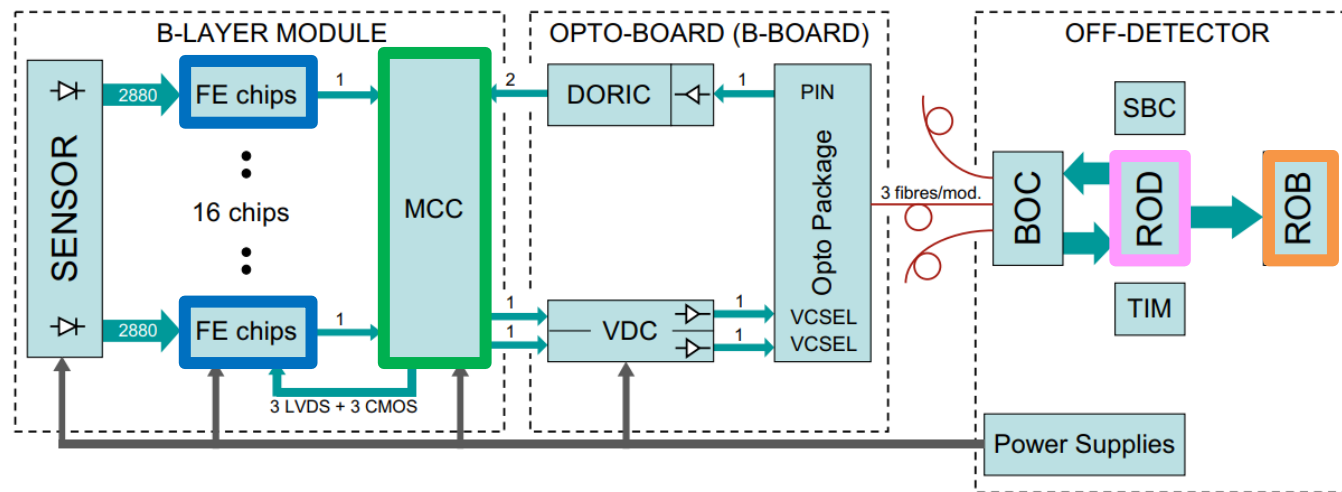 B-LAYER MODULE
SENSOR
2880
FE chips
1
16 chips
2880
FE chips
1
MCC
3 LVDS + 3 CMOS
OPTO-BOARD (B-BOARD)
2
DORIC
1
PIN
Opto Package
1
1
VDC
1
1
VCSEL
VCSEL
3 fibres/mod.
OFF-DETECTOR
SBC
BOC
ROD
ROB
TIM
Power Supplies